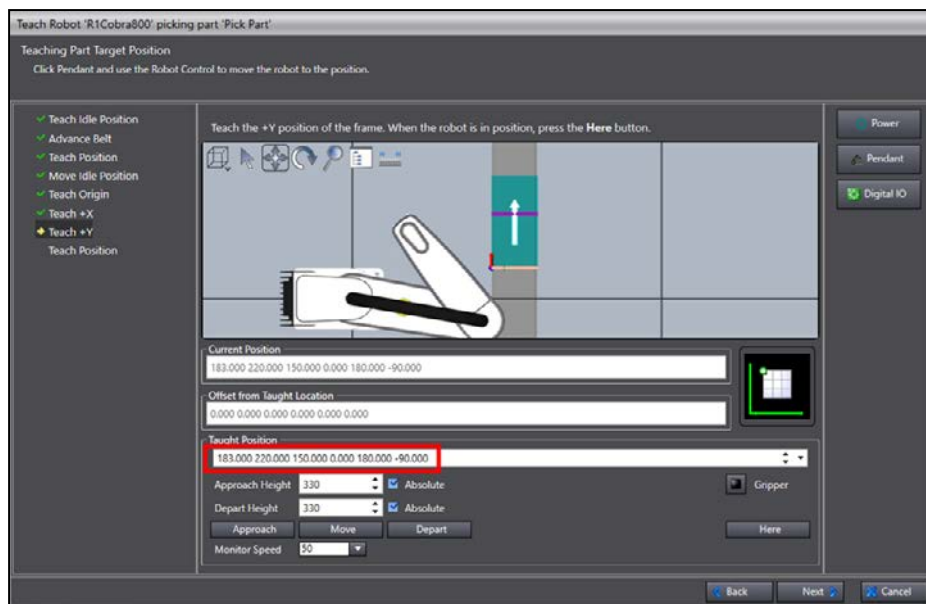 Teach Robot 'R1Cobra800' picking part 'Pick Part'
Teaching Part Target Position
Click Pendant and use the Robot Control to move the robot to the position.
Teach Idle Position
Advance Belt
Teach Position
Move Idle Position
Teach Origin
Teach +X
Teach +Y
Teach Position
Teach the +Y position of the frame. When the robot is in position, press the Here button.
Power
Pendant
Digital IO
Current Position
183.000 220.000 150.000 0.000 180.000 -90.000
Offset from Taught Location
0.000 0.000 0.000 0.000 0.000 0.000
Taught Position
183.000 220.000 150.000 0.000 180.000 -90.000
Approach Height 330 Absolute Gripper
Depart Height 330 Absolute
Approach Move Depart Here
Monitor Speed 50
Back Next Cancel